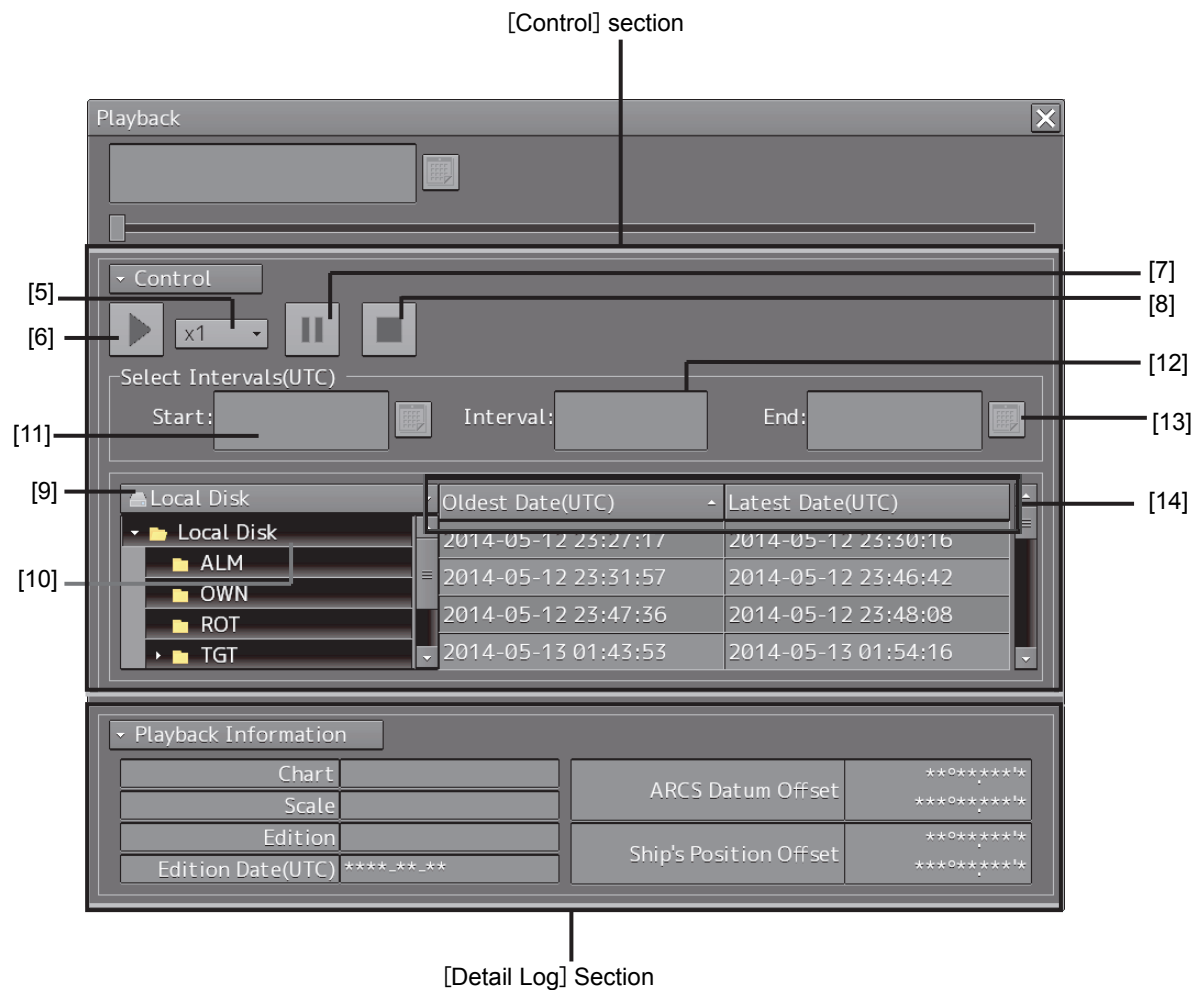 [Control] section
Playback
Control
[5]
[7]
[8]
[6]
x1
Select Intervals(UTC)
[12]
Start:
Interval:
End:
[11]
[13]
[9]
Local Disk
Oldest Date(UTC)
Latest Date(UTC)
[14]
Local Disk
2014-05-12 23:27:17
2014-05-12 23:30:16
ALM
[10]
2014-05-12 23:31:57
2014-05-12 23:46:42
OWN
2014-05-12 23:47:36
2014-05-12 23:48:08
ROT
TGT
2014-05-13 01:43:53
2014-05-13 01:54:16
Playback Information
Chart
Scale
Edition
Edition Date(UTC) ****-**-**
ARCS Datum Offset
**°**.***'*
***°**.***'*
Ship's Position Offset
**°**.***'*
***°**.***'*
[Detail Log] Section